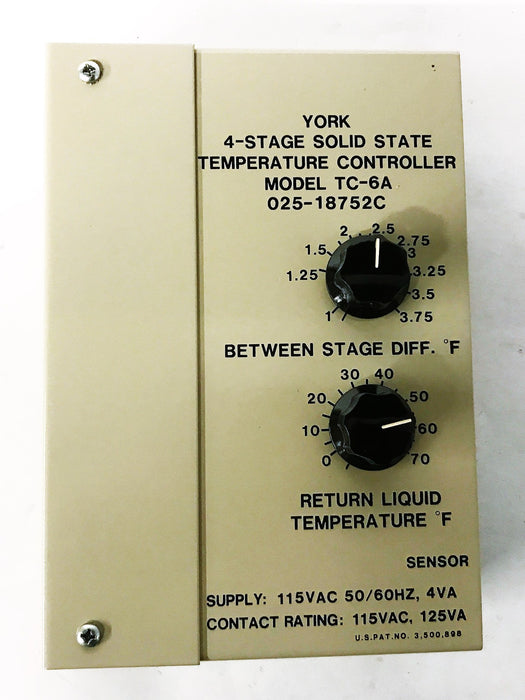 YORK
4-STAGE SOLID STATE
TEMPERATURE CONTROLLER
MODEL TC-6A
025-18752C
2 2.5
1.5 2.75
3
1.25 3.25
3.5
1 3.75
BETWEEN STAGE DIFF. °F
30 40
20 50
10 60
0 70
RETURN LIQUID
TEMPERATURE °F
SENSOR
SUPPLY: 115VAC 50/60HZ, 4VA
CONTACT RATING: 115VAC, 125VA
U.S.PAT.NO. 3,500,898